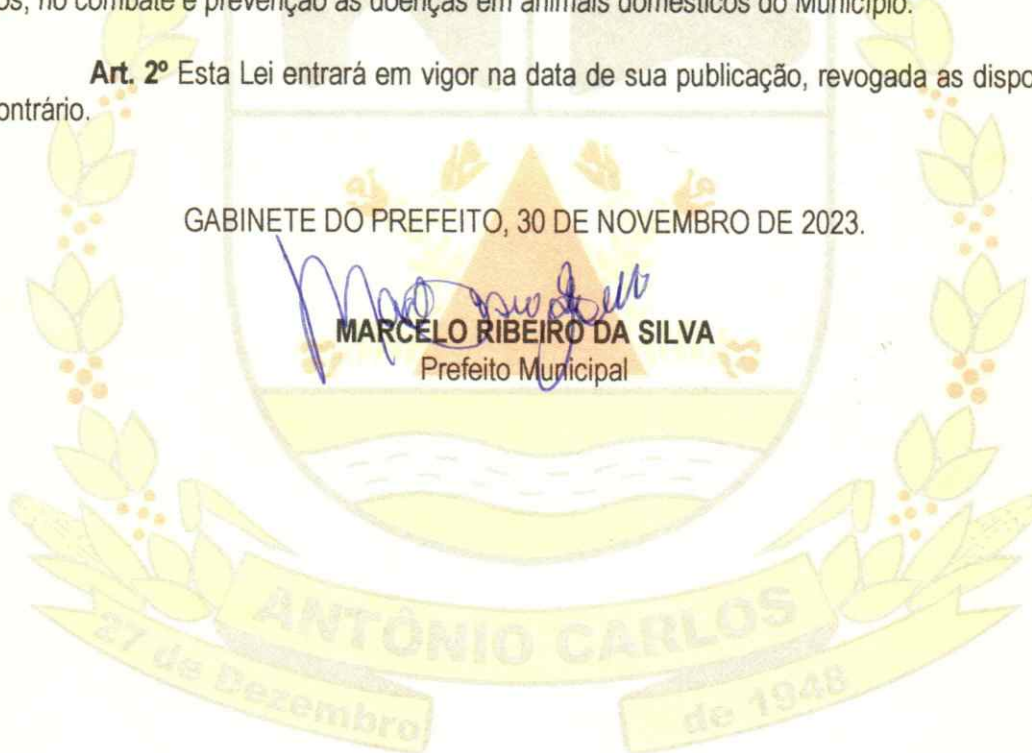 os, no combate e prevenção às doenças em animais domésticos do Município.
Art. 2º Esta Lei entrará em vigor na data de sua publicação, revogada as dispo
ontrário.
GABINETE DO PREFEITO, 30 DE NOVEMBRO DE 2023.
MARCELO RIBEIRO DA SILVA
Prefeito Municipal
ANTÔNIO CARLOS
27 de Dezembro
de 1948